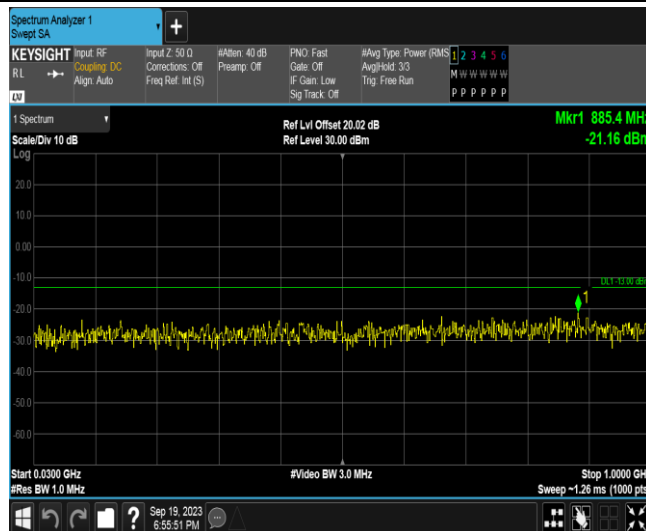 Spectrum Analyzer 1
Swept SA
+
KEYSIGHT Input: RF Input Z: 50 Ω #Atten: 40 dB PNO: Fast #Avg Type: Power (RMS 1 2 3 4 5 6
RL Coupling: DC Corrections: Off Preamp: Off Gate: Off Avg|Hold: 3/3 M W W W W W
Align: Auto Freq Ref: Int (S) IF Gain: Low Trig: Free Run
Sig Track: Off P P P P P P
LXI
1 Spectrum Ref Lvl Offset 20.02 dB Mkr1 885.4 MHz
Scale/Div 10 dB Ref Level 30.00 dBm -21.16 dBm
Log
20.0
10.0
0.00
-10.0
DL1 -13.00 dBm
1
-20.0
-30.0
-40.0
-50.0
-60.0
Start 0.0300 GHz #Video BW 3.0 MHz Stop 1.0000 GHz
#Res BW 1.0 MHz Sweep ~1.26 ms (1000 pts
? Sep 19, 2023
6:55:51 PM